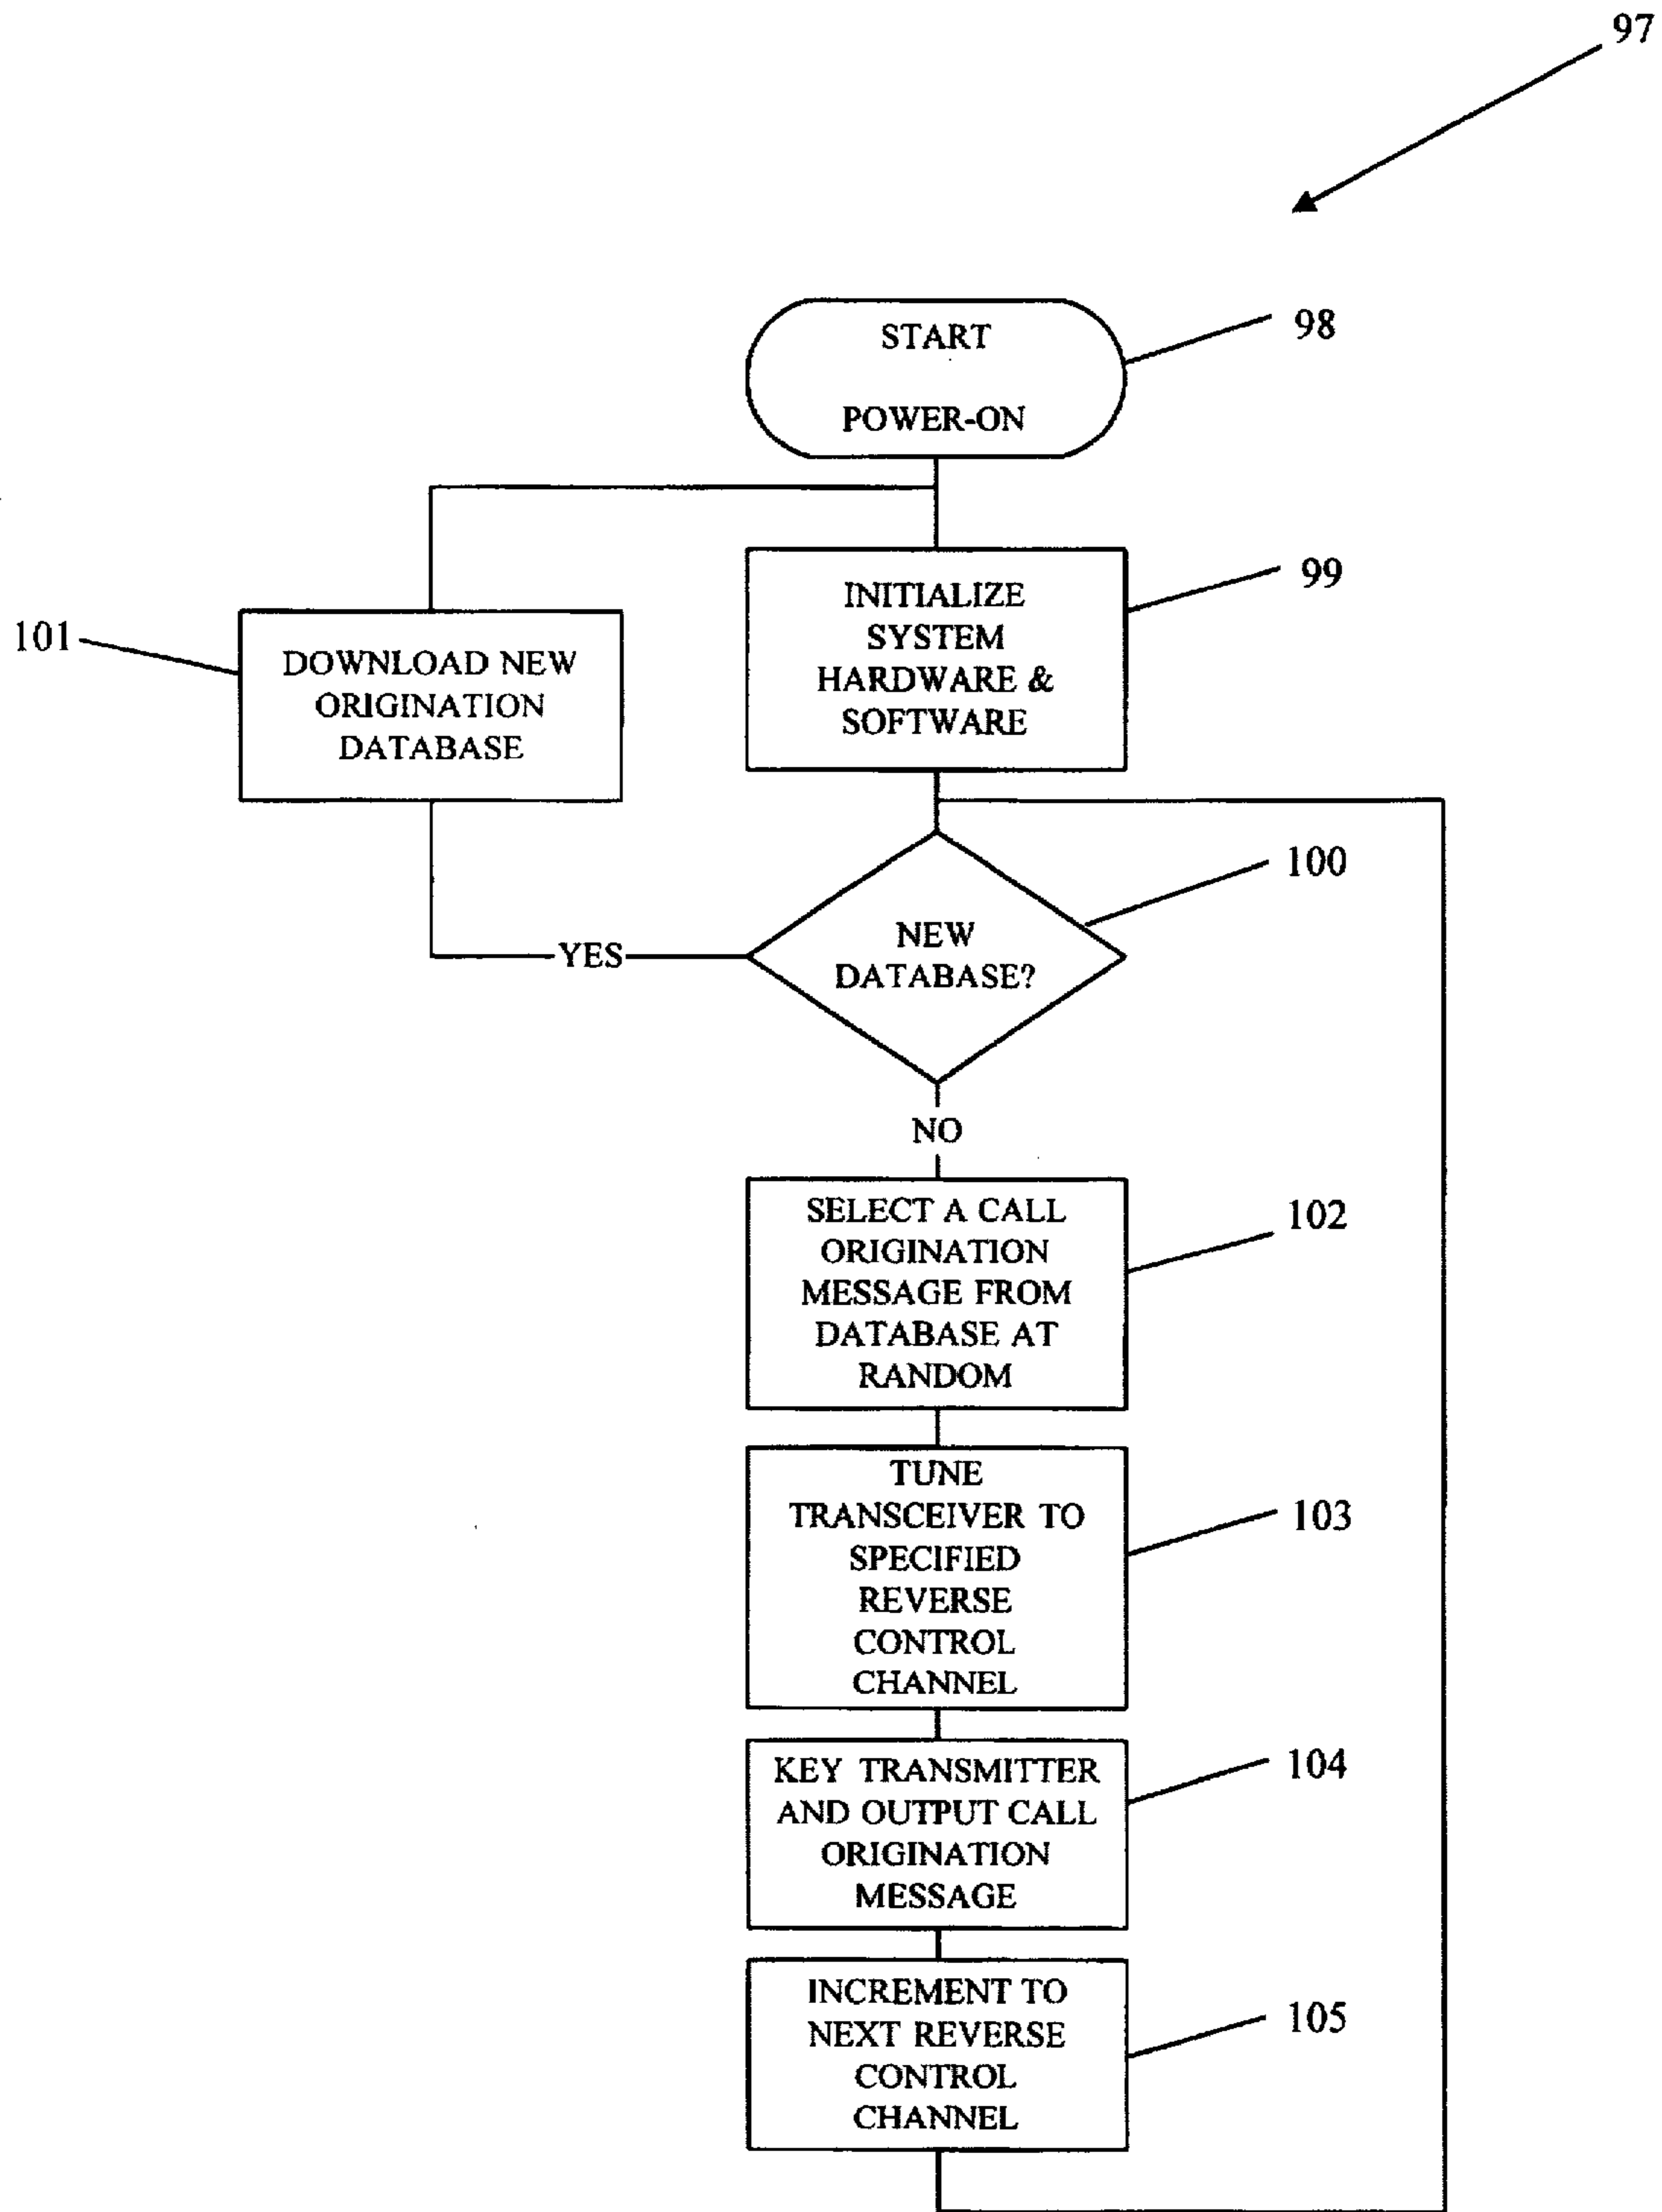 97
START
POWER-ON
98
INITIALIZE
SYSTEM
HARDWARE &
SOFTWARE
99
101
DOWNLOAD NEW
ORIGINATION
DATABASE
100
NEW
DATABASE?
YES
NO
SELECT A CALL
ORIGINATION
MESSAGE FROM
DATABASE AT
RANDOM
102
TUNE
TRANSCEIVER TO
SPECIFIED
REVERSE
CONTROL
CHANNEL
103
KEY TRANSMITTER
AND OUTPUT CALL
ORIGINATION
MESSAGE
104
INCREMENT TO
NEXT REVERSE
CONTROL
CHANNEL
105